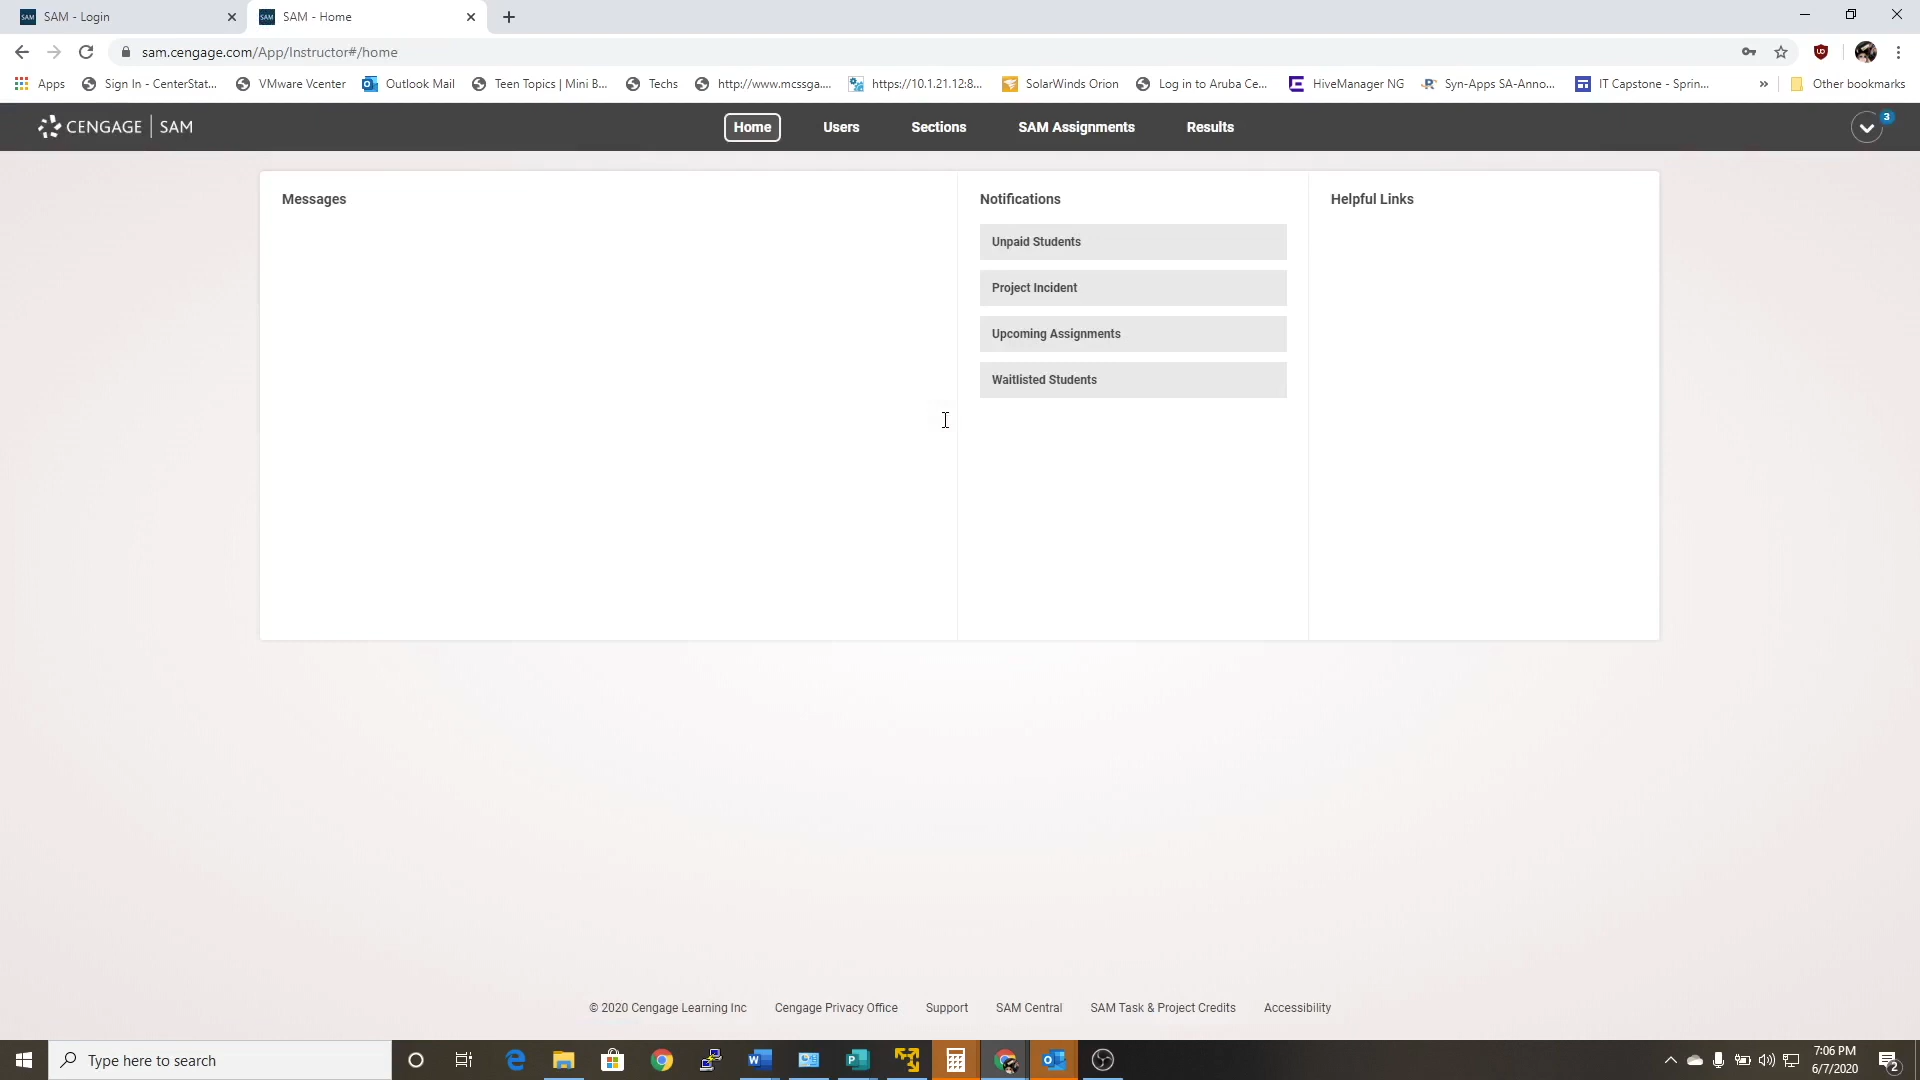 SAM SAM - Login
SAM SAM - Home
sam.cengage.com/App/Instructor#/home
Apps
Sign In - CenterStat...
VMware Vcenter
Outlook Mail
Teen Topics | Mini B...
Techs
http://www.mcssga....
https://10.1.21.12:8...
SolarWinds Orion
Log in to Aruba Ce...
HiveManager NG
Syn-Apps SA-Anno...
IT Capstone - Sprin...
»
Other bookmarks
CENGAGE | SAM
Home
Users
Sections
SAM Assignments
Results
3
Messages
Notifications
Unpaid Students
Project Incident
Upcoming Assignments
Waitlisted Students
Helpful Links
© 2020 Cengage Learning Inc
Cengage Privacy Office
Support
SAM Central
SAM Task & Project Credits
Accessibility
Type here to search
7:06 PM
6/7/2020
2